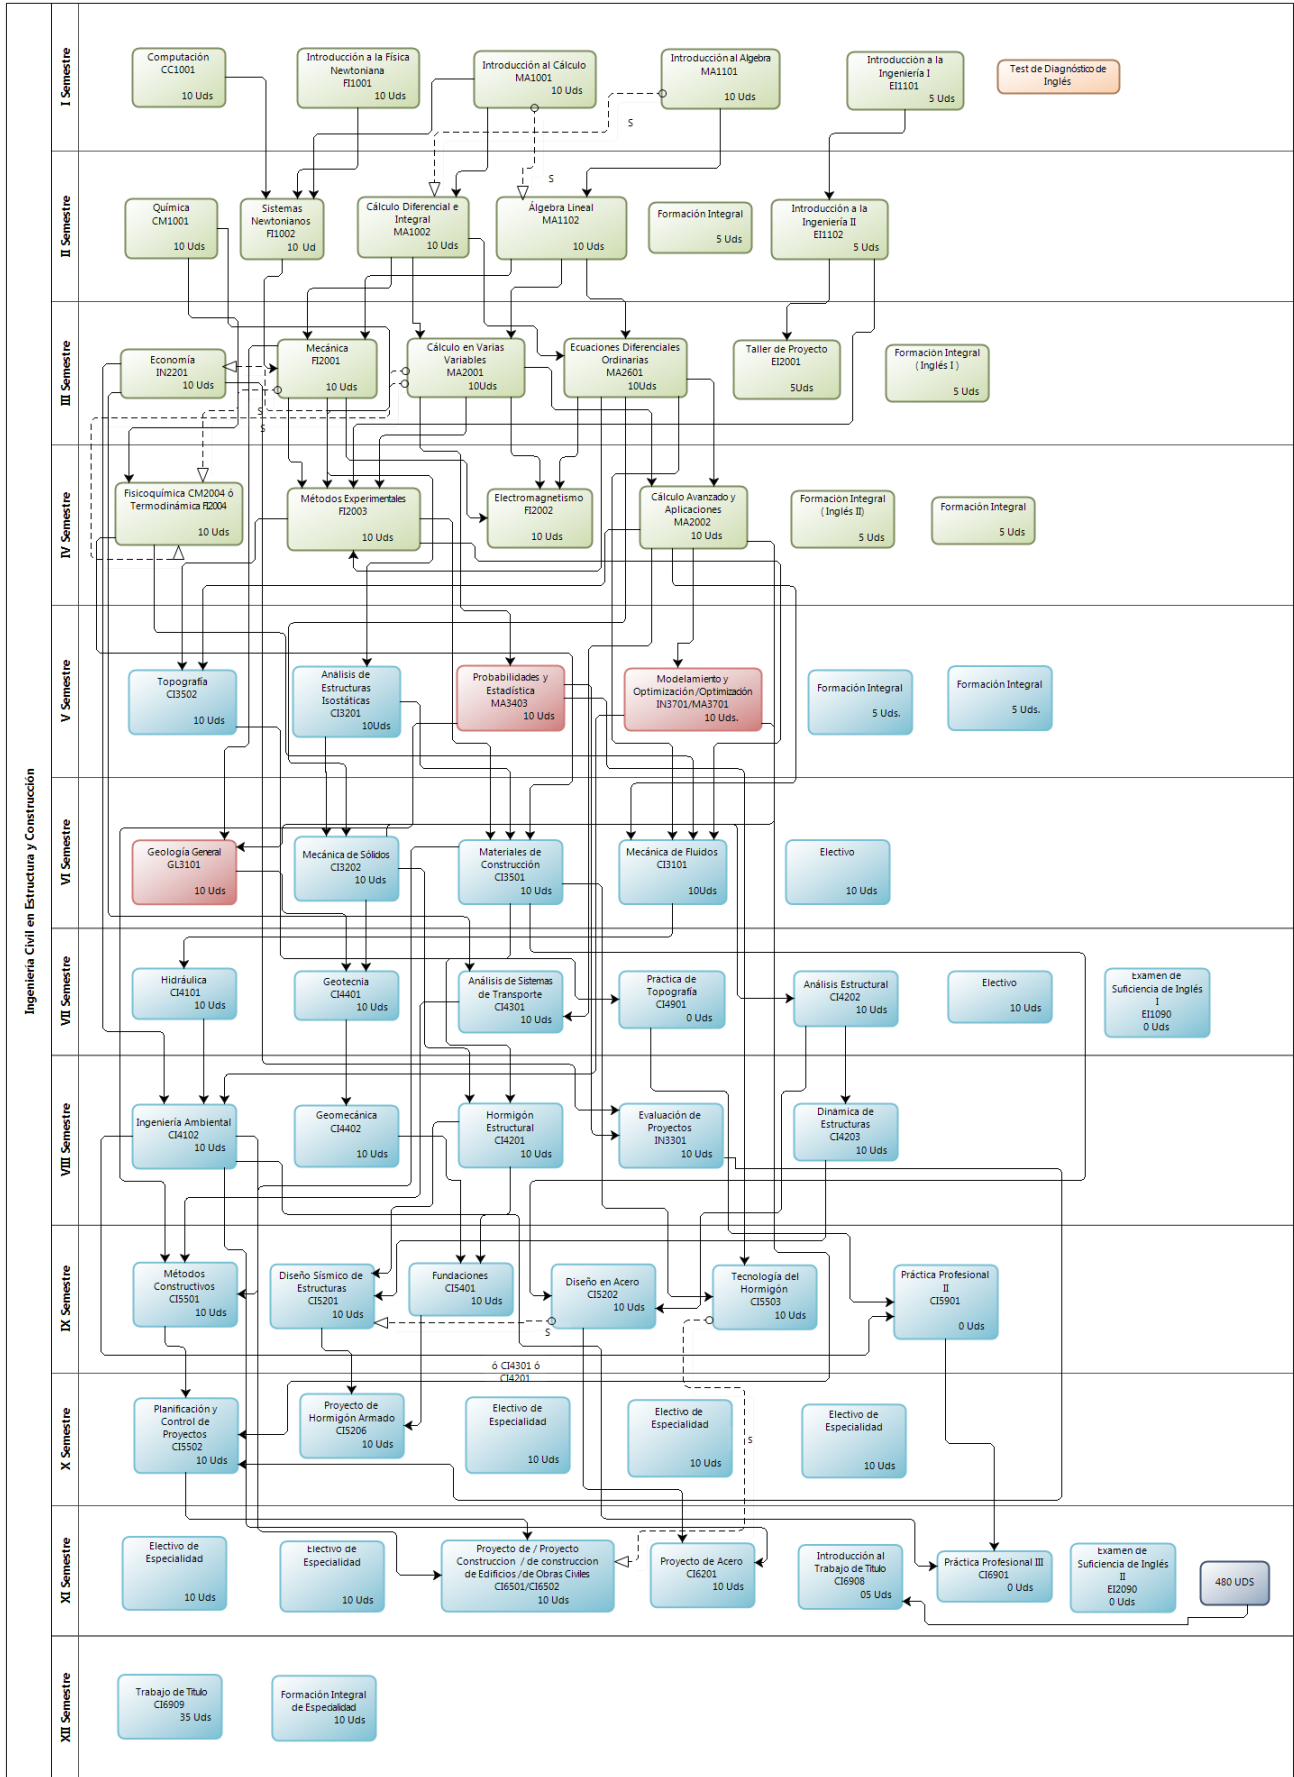 Ingeniería Civil en Estructura y Construcción
I Semestre
Computación
CC1001
10 Uds
Introducción a la Física
Newtoniana
FI1001
10 Uds
Introducción al Cálculo
MA1001
10 Uds
Introducción al Algebra
MA1101
10 Uds
Introducción a la
Ingeniería I
EI1101
5 Uds
Test de Diagnóstico de
Inglés
S
S
II Semestre
Química
CM1001
10 Uds
Sistemas
Newtonianos
FI1002
10 Ud
Cálculo Diferencial e
Integral
MA1002
10 Uds
Álgebra Lineal
MA1102
10 Uds
Formación Integral
5 Uds
Introducción a la
Ingeniería II
EI1102
5 Uds
III Semestre
Economía
IN2201
10 Uds
Mecánica
FI2001
10 Uds
Cálculo en Varias
Variables
MA2001
10Uds
Ecuaciones Diferenciales
Ordinarias
MA2601
10Uds
Taller de Proyecto
EI2001
5Uds
Formación Integral
( Inglés I )
5 Uds
S
S
IV Semestre
Fisicoquímica CM2004 ó
Termodinámica FI2004
10 Uds
Métodos Experimentales
FI2003
10 Uds
Electromagnetismo
FI2002
10 Uds
Cálculo Avanzado y
Aplicaciones
MA2002
10 Uds
Formación Integral
( Inglés II)
5 Uds
Formación Integral
5 Uds
V Semestre
Topografía
CI3502
10 Uds
Análisis de
Estructuras
Isostáticas
CI3201
10Uds
Probabilidades y
Estadística
MA3403
10 Uds
Modelamiento y
Optimización /Optimización
IN3701/MA3701
10 Uds.
Formación Integral
5 Uds.
Formación Integral
5 Uds.
VI Semestre
Geología General
GL3101
10 Uds
Mecánica de Sólidos
CI3202
10 Uds
Materiales de
Construcción
CI3501
10 Uds
Mecánica de Fluidos
CI3101
10Uds
Electivo
10 Uds
VII Semestre
Hidráulica
CI4101
10 Uds
Geotecnia
CI4401
10 Uds
Análisis de Sistemas
de Transporte
CI4301
10 Uds
Práctica de
Topografía
CI4901
0 Uds
Análisis Estructural
CI4202
10 Uds
Electivo
10 Uds
Examen de
Suficiencia de Inglés
I
EI1090
0 Uds
VIII Semestre
Ingeniería Ambiental
CI4102
10 Uds
Geomecánica
CI4402
10 Uds
Hormigón
Estructural
CI4201
10 Uds
Evaluación de
Proyectos
IN3301
10 Uds
Dinámica de
Estructuras
CI4203
10 Uds
IX Semestre
Métodos
Constructivos
CI5501
10 Uds
Diseño Sísmico de
Estructuras
CI5201
10 Uds
Fundaciones
CI5401
10 Uds
Diseño en Acero
CI5202
10 Uds
Tecnología del
Hormigón
CI5503
10 Uds
Práctica Profesional
II
CI5901
0 Uds
S
ó CI4301 ó
CI4201
X Semestre
Planificación y
Control de
Proyectos
CI5502
10 Uds
Proyecto de
Hormigón Armado
CI5206
10 Uds
Electivo de
Especialidad
10 Uds
Electivo de
Especialidad
10 Uds
S
Electivo de
Especialidad
10 Uds
XI Semestre
Electivo de
Especialidad
10 Uds
Electivo de
Especialidad
10 Uds
Proyecto de / Proyecto
Construccion / de construccion
de Edificios /de Obras Civiles
CI6501/CI6502
10 Uds
Proyecto de Acero
CI6201
10 Uds
Introducción al
Trabajo de Titulo
CI6908
05 Uds
Práctica Profesional III
CI6901
0 Uds
Examen de
Suficiencia de Inglés
II
EI2090
0 Uds
480 UDS
XII Semestre
Trabajo de Titulo
CI6909
35 Uds
Formación Integral
de Especialidad
10 Uds